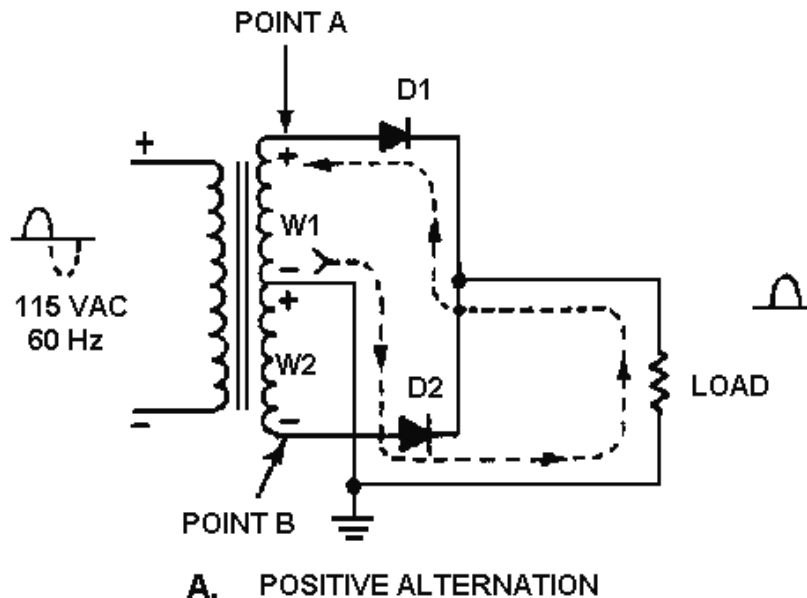 POINT A
D1
+
+
W1
−
115 VAC
60 Hz
+
W2
D2
LOAD
−
−
POINT B
A. POSITIVE ALTERNATION